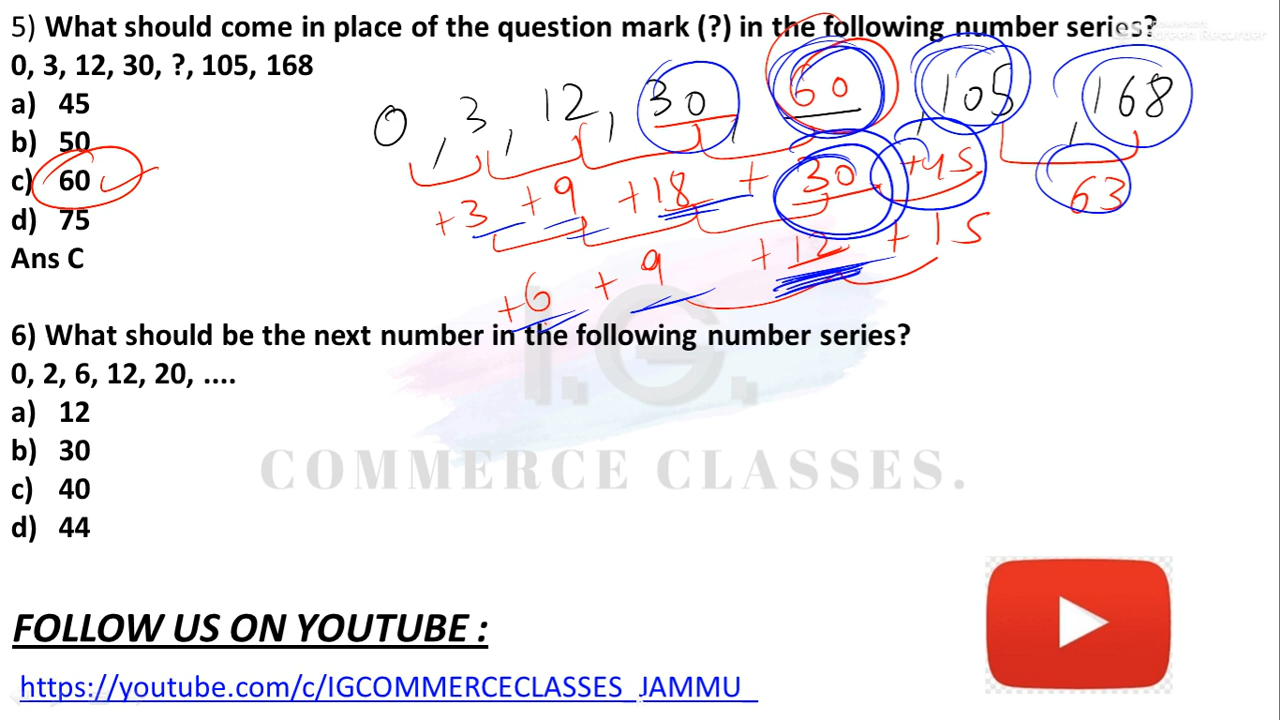 5) What should come in place of the question mark (?) in the following number series?
0, 3, 12, 30, ?, 105, 168
a) 45
b) 50
c) 60
d) 75
Ans C
0, 3, 12, 30, 60, 105, 168
+3 +9 +18 +30 +45 63
+6 +9 +12 +15
6) What should be the next number in the following number series?
0, 2, 6, 12, 20, ....
a) 12
b) 30
c) 40
d) 44
I.G.
COMMERCE CLASSES.
FOLLOW US ON YOUTUBE :
https://youtube.com/c/IGCOMMERCECLASSES_JAMMU_
Screen Recorder